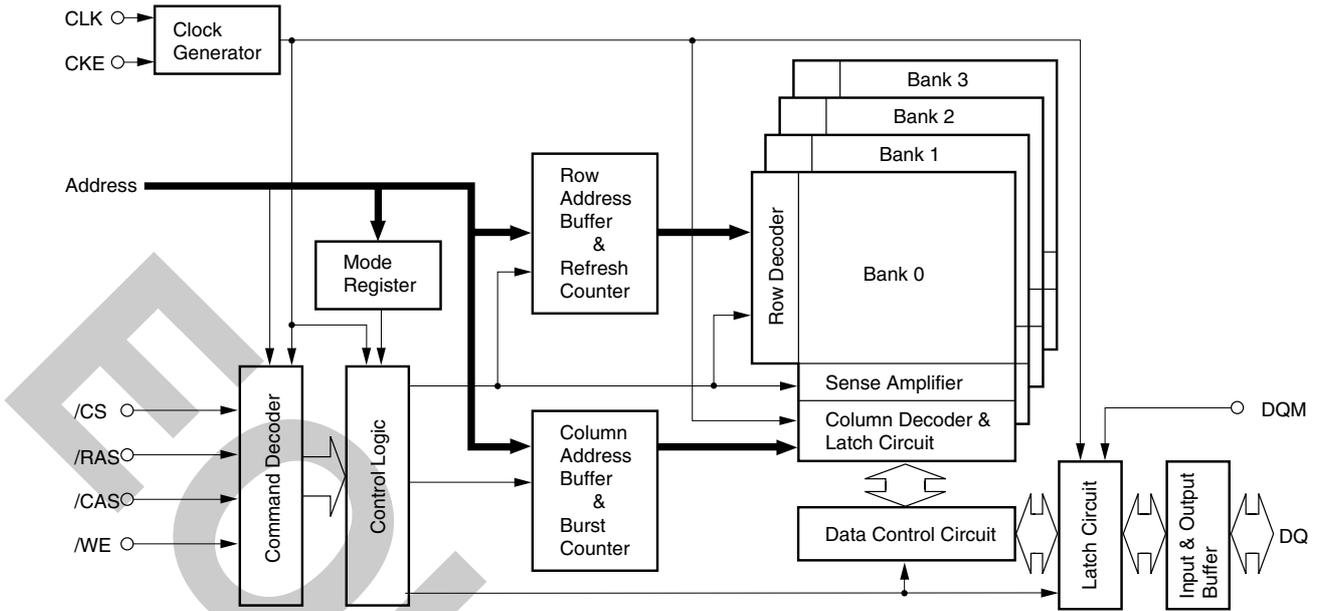 CLK
CKE
Clock
Generator
Bank 3
Bank 2
Bank 1
Address
Row
Address
Buffer
&
Refresh
Counter
Row Decoder
Bank 0
Mode
Register
Sense Amplifier
Column Decoder &
Latch Circuit
/CS
/RAS
/CAS
/WE
Command Decoder
Control Logic
Column
Address
Buffer
&
Burst
Counter
DQM
Data Control Circuit
Latch Circuit
Input & Output
Buffer
DQ
EO